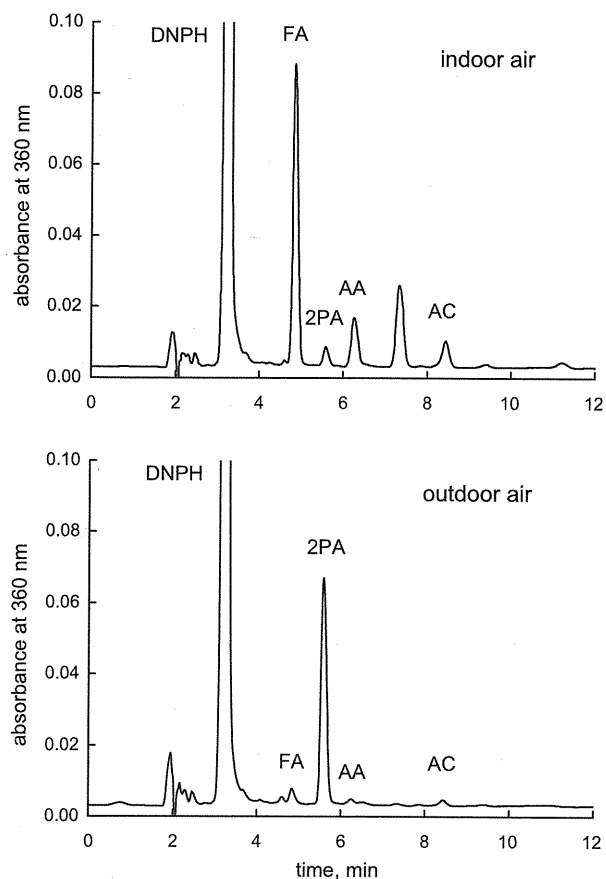 0.10
DNPH
FA
indoor air
0.08
0.06
0.04
0.02
AA
2PA
AC
0.00
0 2 4 6 8 10 12
absorbance at 360 nm
0.10
DNPH
outdoor air
2PA
0.08
0.06
0.04
0.02
FA
AA
AC
0.00
0 2 4 6 8 10 12
absorbance at 360 nm
time, min